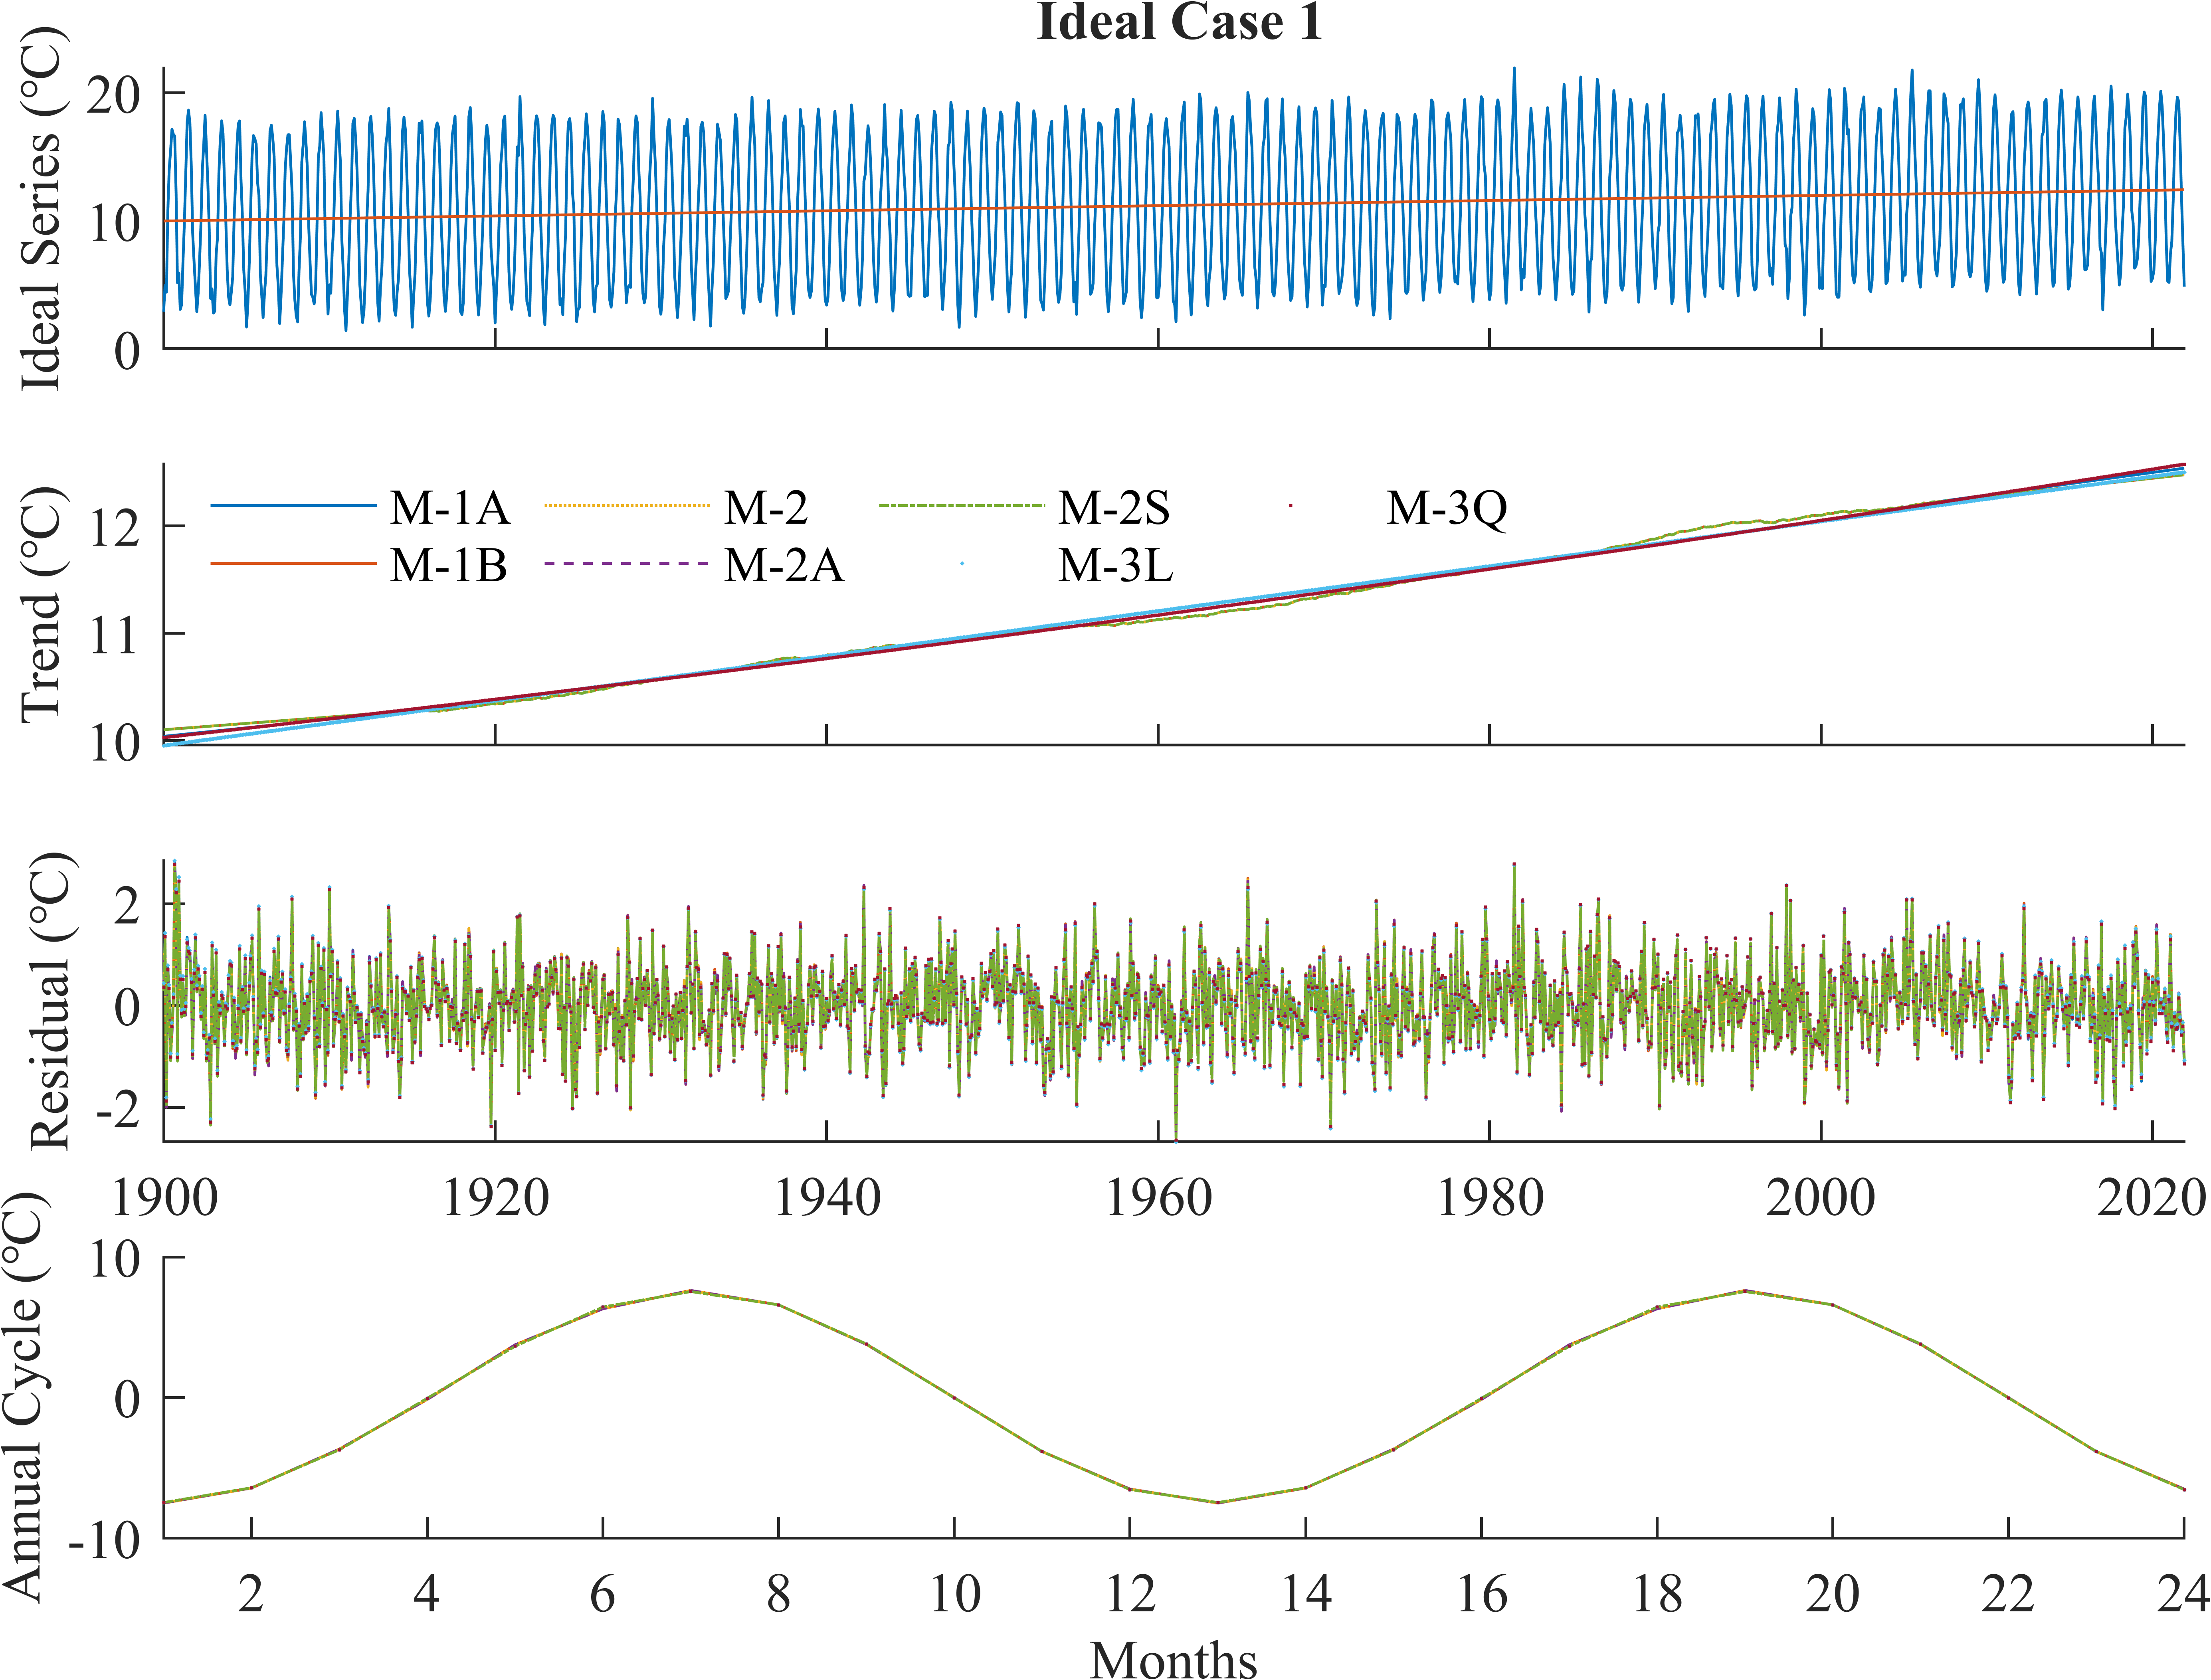 Ideal Case 1
Ideal Series (°C)
20
10
0
Trend (°C)
12
11
10
M-1A M-2 M-2S M-3Q
M-1B M-2A M-3L
Residual (°C)
2
0
-2
1900 1920 1940 1960 1980 2000 2020
Annual Cycle (°C)
10
0
-10
2 4 6 8 10 12 14 16 18 20 22 24
Months